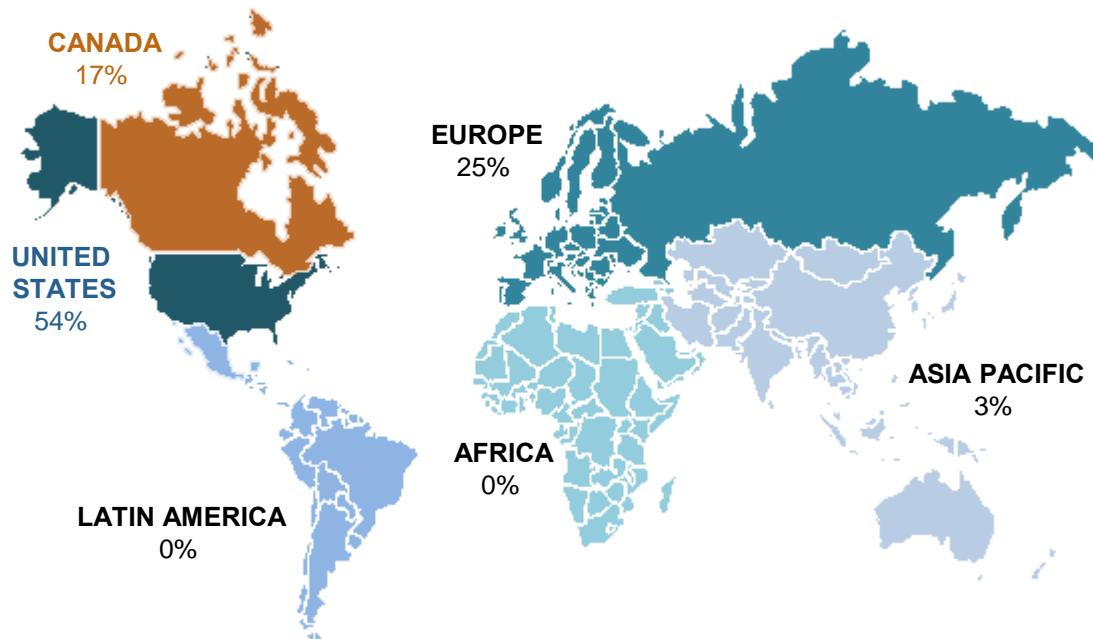 CANADA
17%
EUROPE
25%
UNITED
STATES
54%
ASIA PACIFIC
3%
AFRICA
0%
LATIN AMERICA
0%